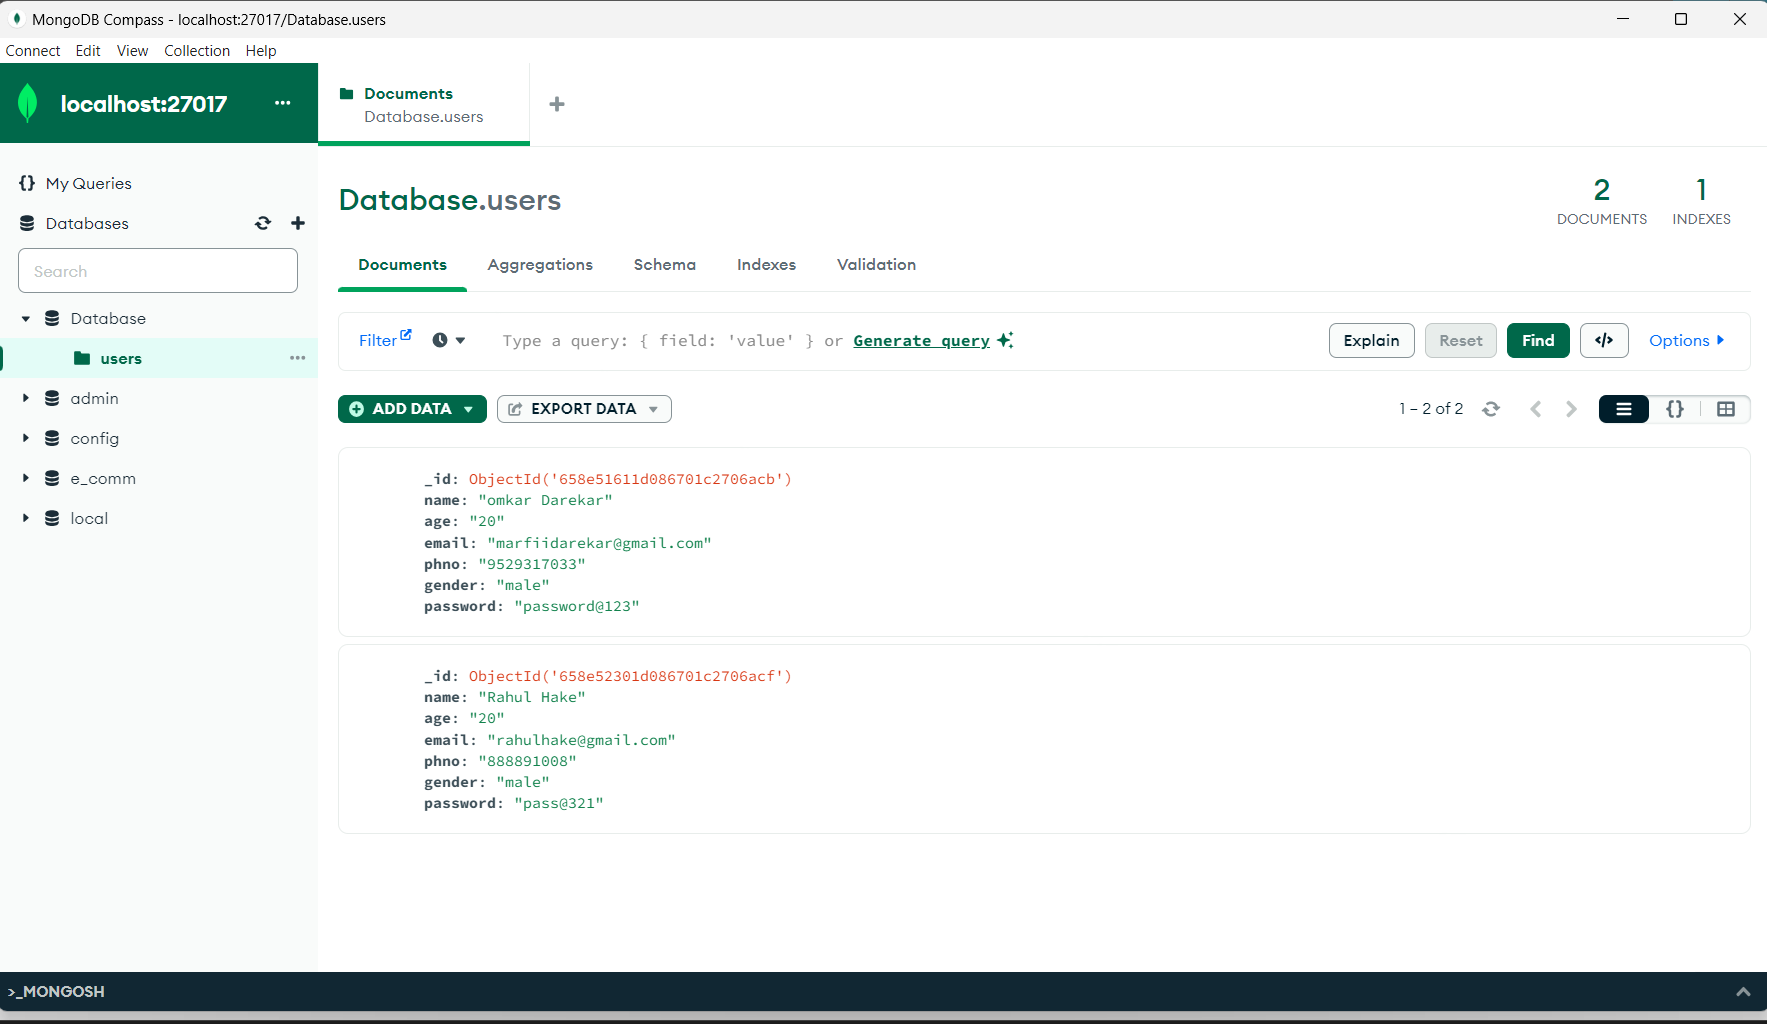 MongoDB Compass - localhost:27017/Database.users
Connect Edit View Collection Help
localhost:27017 ...
Documents
Database.users
{} My Queries
Databases
Search
Database
users
admin
config
e_comm
local
Database.users
2 DOCUMENTS
1 INDEXES
Documents Aggregations Schema Indexes Validation
Filter Type a query: { field: 'value' } or Generate query Explain Reset Find </> Options
ADD DATA EXPORT DATA 1 – 2 of 2 {}
_id: ObjectId('658e51611d086701c2706acb')
name: "omkar Darekar"
age: "20"
email: "marfiidarekar@gmail.com"
phno: "9529317033"
gender: "male"
password: "password@123"
_id: ObjectId('658e52301d086701c2706acf')
name: "Rahul Hake"
age: "20"
email: "rahulhake@gmail.com"
phno: "888891008"
gender: "male"
password: "pass@321"
>_MONGOSH